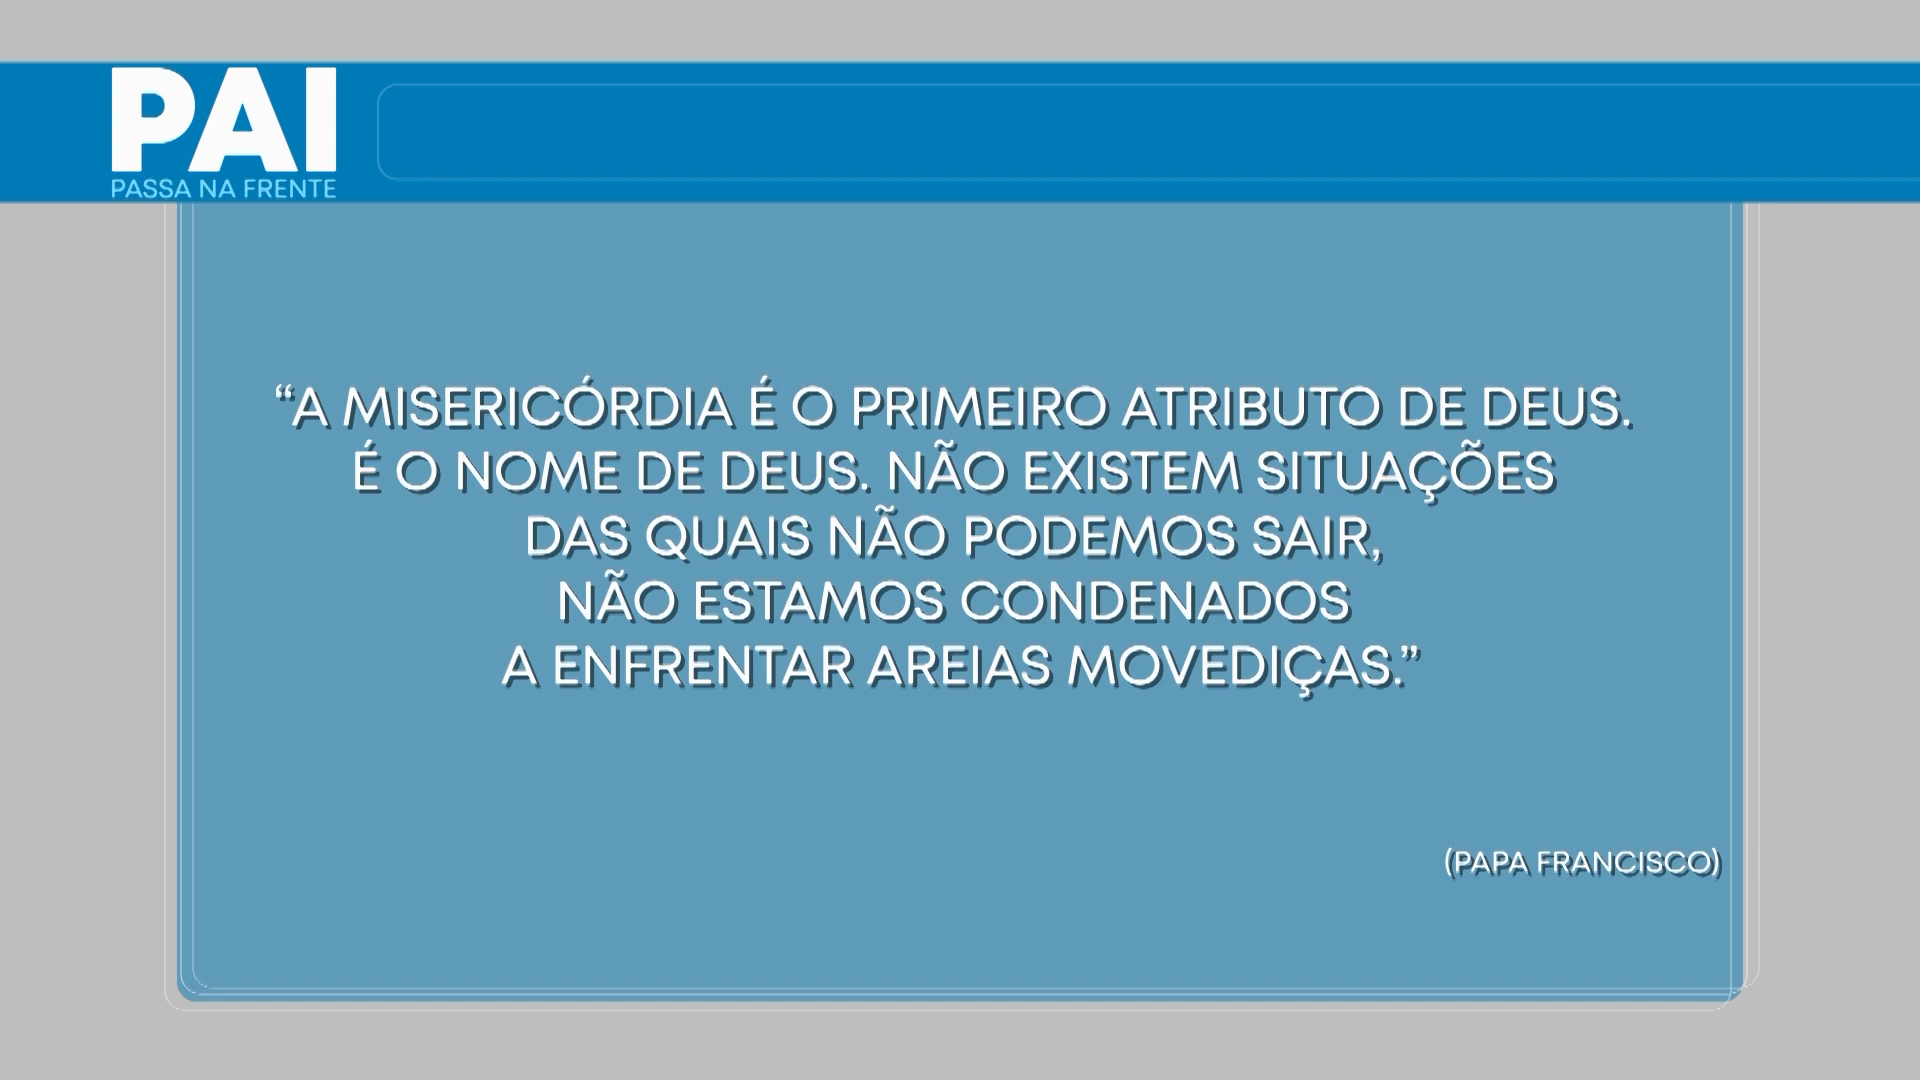 PAI
PASSA NA FRENTE
“A MISERICÓRDIA É O PRIMEIRO ATRIBUTO DE DEUS.
É O NOME DE DEUS. NÃO EXISTEM SITUAÇÕES
DAS QUAIS NÃO PODEMOS SAIR,
NÃO ESTAMOS CONDENADOS
A ENFRENTAR AREIAS MOVEDIÇAS.”
(PAPA FRANCISCO)